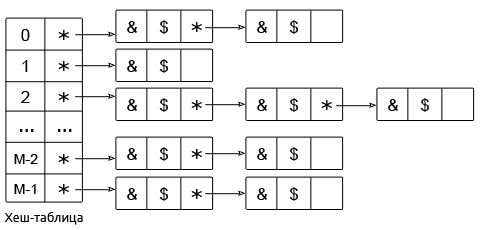 0 * & $ * & $
1 * & $
2 * & $ * & $ * & $
... ...
M-2 * & $ * & $
M-1 * & $ * & $
Хеш-таблица